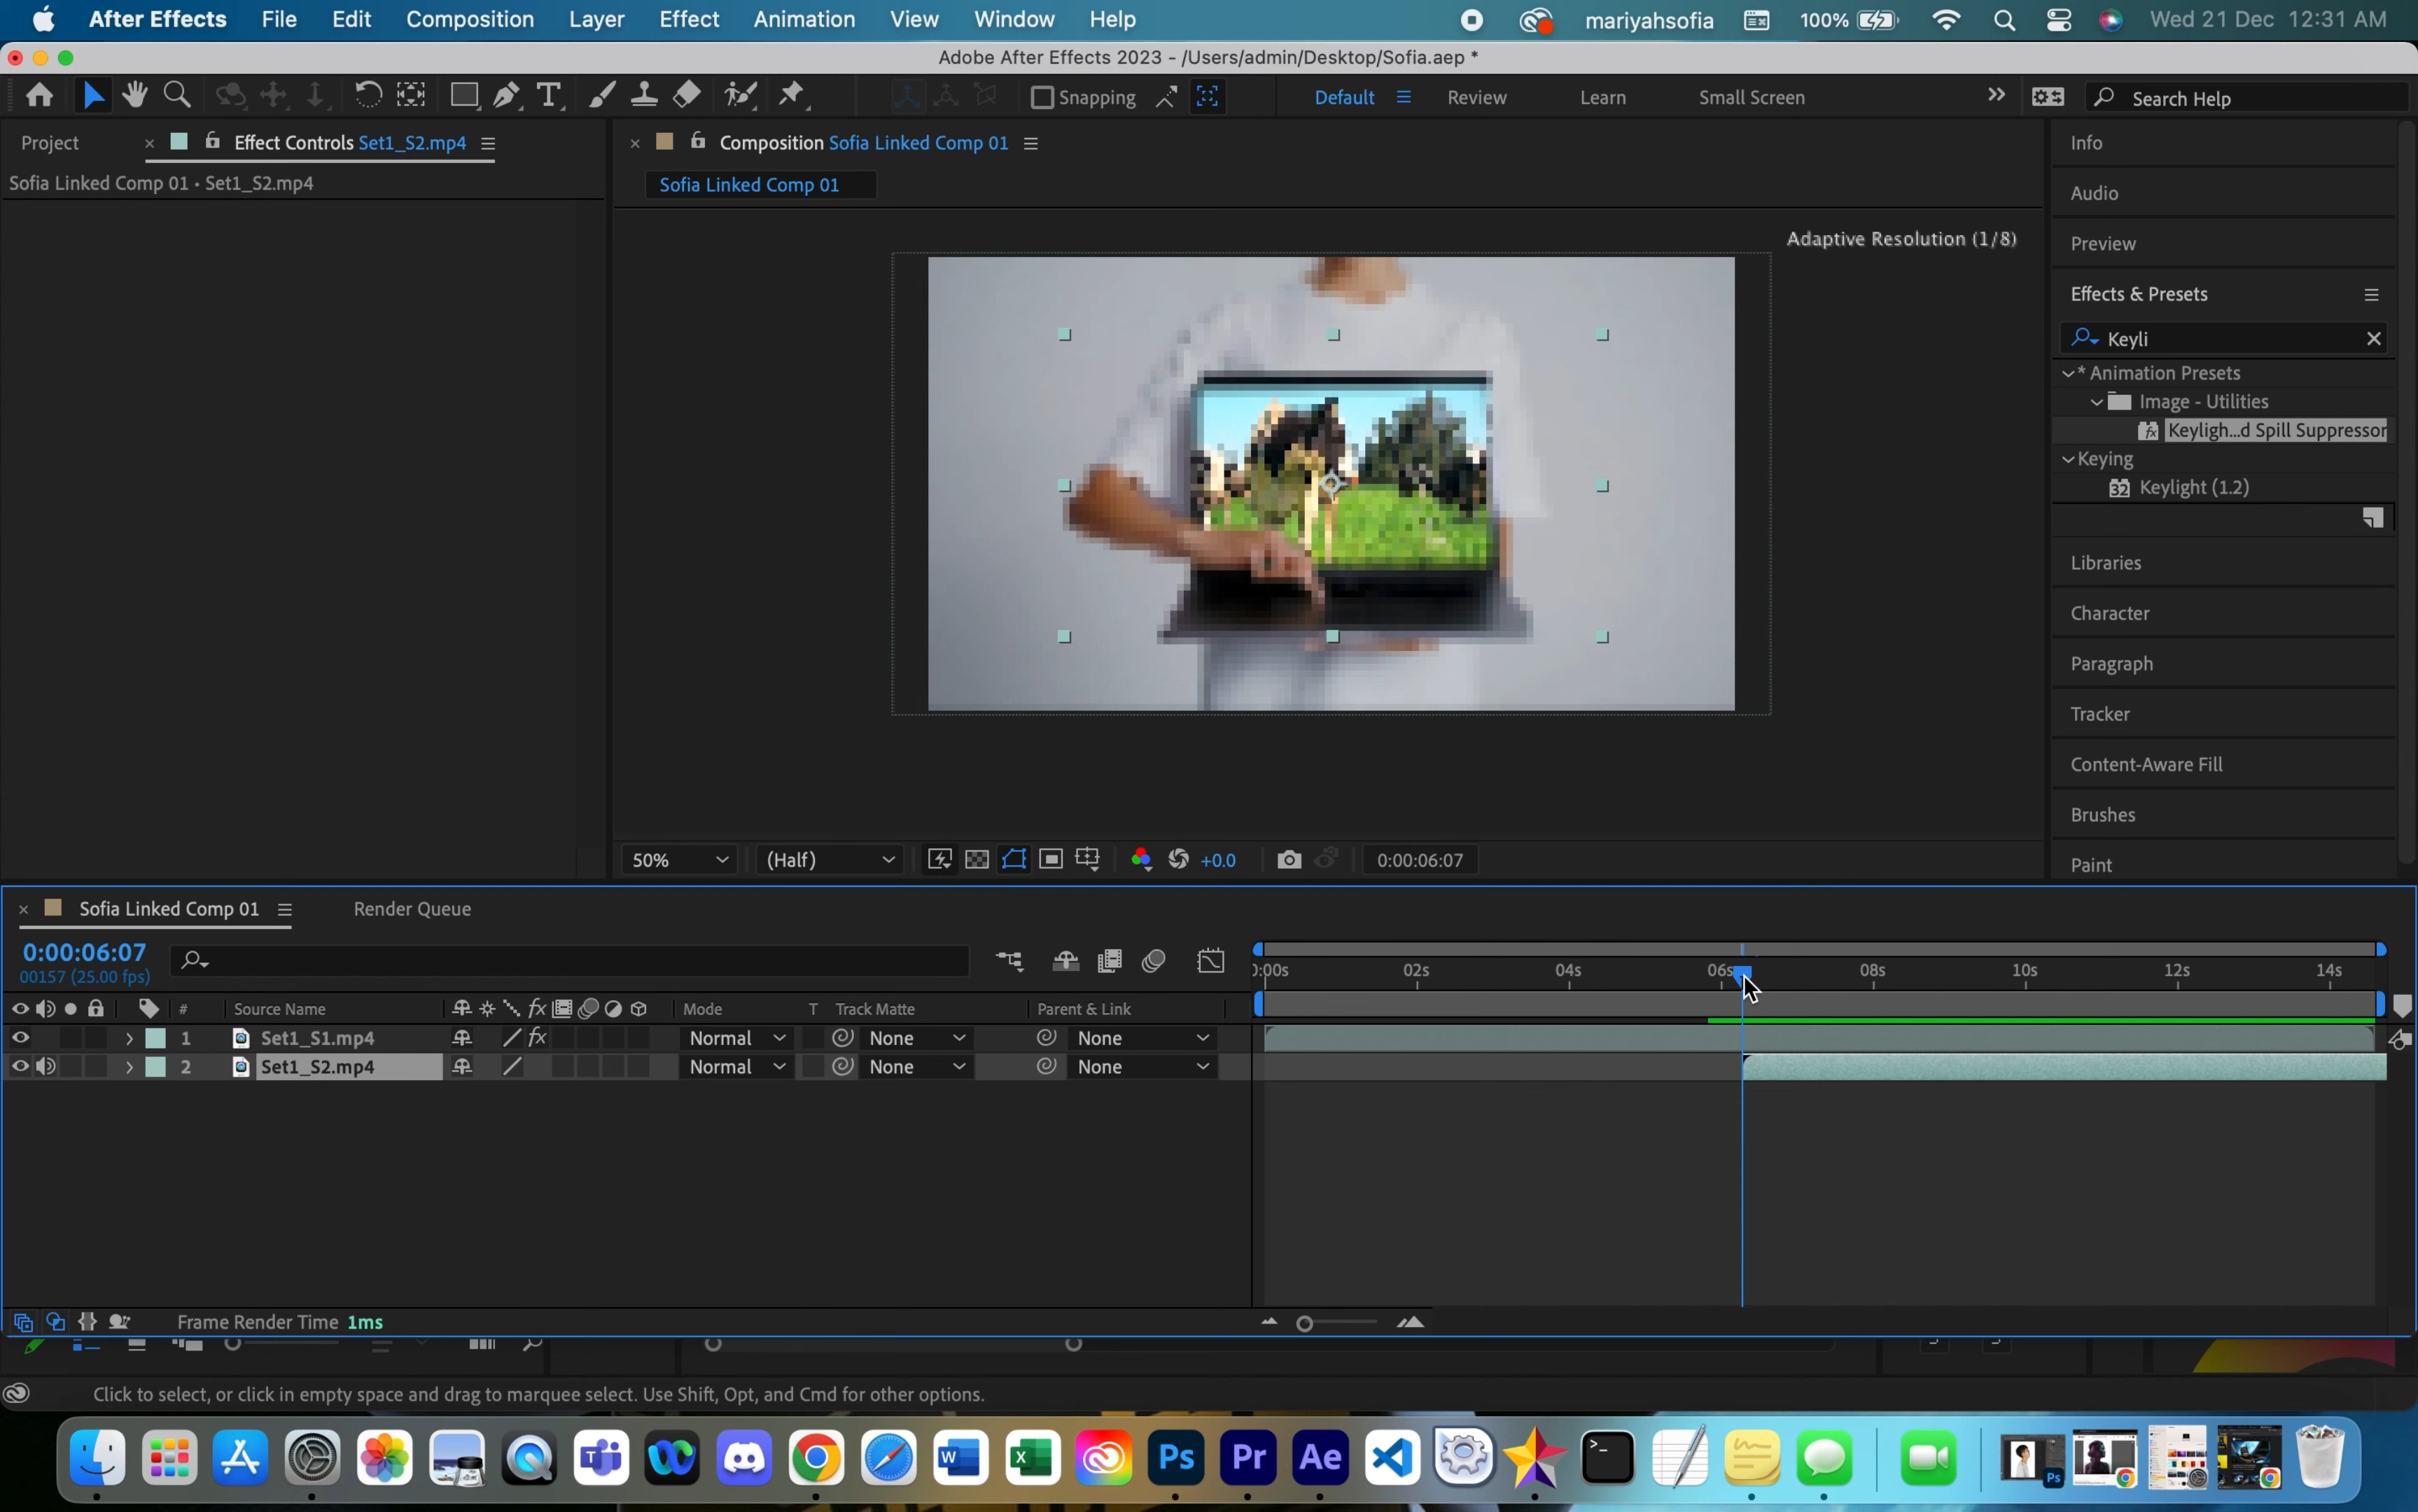 After Effects File Edit Composition Layer Effect Animation View Window Help mariyahsofia 100% Wed 21 Dec 12:31 AM
Adobe After Effects 2023 - /Users/admin/Desktop/Sofia.aep *
Snapping Default Review Learn Small Screen Search Help
Project Effect Controls Set1_S2.mp4
Sofia Linked Comp 01 • Set1_S2.mp4
Composition Sofia Linked Comp 01
Sofia Linked Comp 01
Adaptive Resolution (1/8)
Info
Audio
Preview
Effects & Presets
Keyli
* Animation Presets
Image - Utilities
Keyligh...d Spill Suppressor
Keying
32 Keylight (1.2)
Libraries
Character
Paragraph
Tracker
Content-Aware Fill
Brushes
Paint
50% (Half) +0.0 0:00:06:07
Sofia Linked Comp 01 Render Queue
0:00:06:07
00157 (25.00 fps)
0:00s 02s 04s 06s 08s 10s 12s 14s
# Source Name fx Mode T Track Matte Parent & Link
1 Set1_S1.mp4 fx Normal None None
2 Set1_S2.mp4 Normal None None
Frame Render Time 1ms
Click to select, or click in empty space and drag to marquee select. Use Shift, Opt, and Cmd for other options.
W X Ps Pr Ae Ps